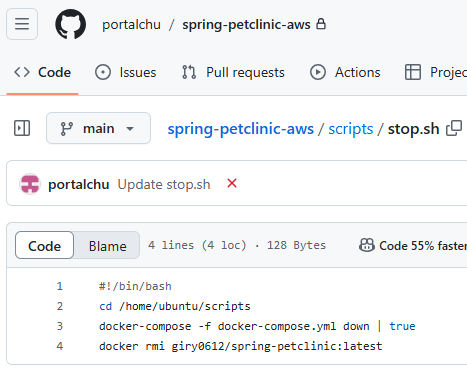 portalchu / spring-petclinic-aws
Code Issues Pull requests Actions Projec
main spring-petclinic-aws / scripts / stop.sh
portalchu Update stop.sh
Code Blame 4 lines (4 loc) · 128 Bytes Code 55% faster
1 #!/bin/bash
2 cd /home/ubuntu/scripts
3 docker-compose -f docker-compose.yml down | true
4 docker rmi giry0612/spring-petclinic:latest